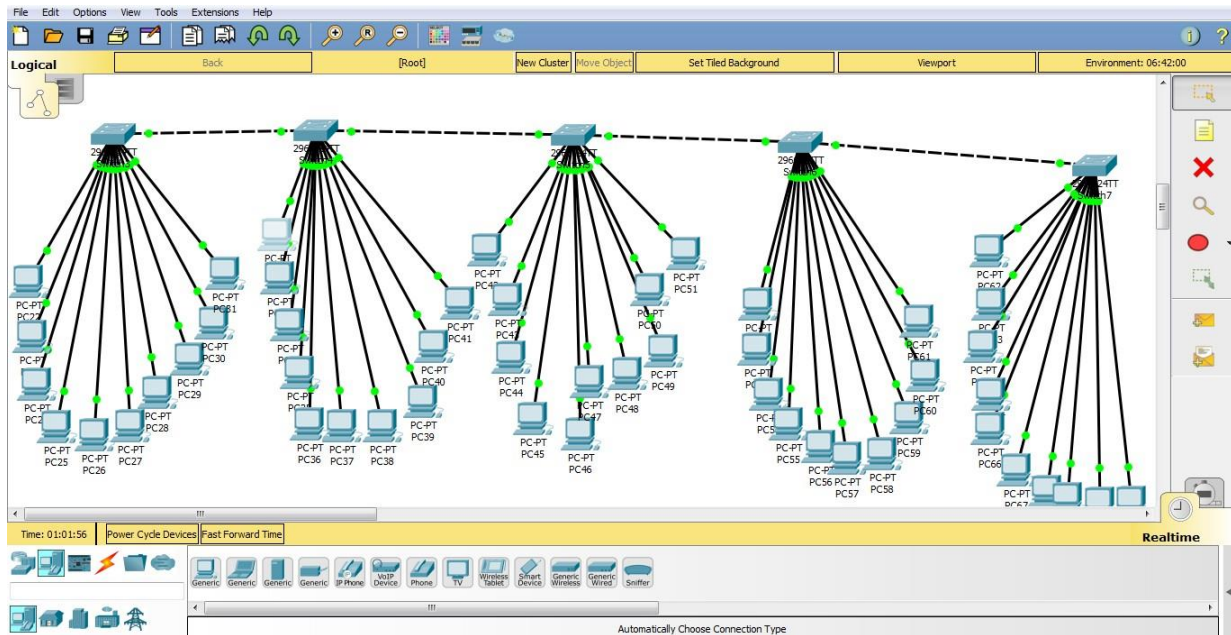 File Edit Options View Tools Extensions Help
Logical Back [Root] New Cluster Move Object Set Tiled Background Viewport Environment: 06:42:00
PC-PT
PC-PT
PC25
PC-PT
PC26
PC-PT
PC27
PC-PT
PC28
PC-PT
PC29
PC-PT
PC30
PC-PT
PC31
PC-PT
PC36
PC-PT
PC37
PC-PT
PC38
PC-PT
PC39
PC-PT
PC40
PC-PT
PC41
PC-PT
PC-PT
PC44
PC-PT
PC45
PC-PT
PC46
PC47
PC-PT
PC48
PC-PT
PC49
PC-PT
PC-PT
PC51
PC55
PC56
PC-PT
PC57
PC-PT
PC58
PC-PT
PC59
PC-PT
PC60
PC61
PC-PT
PC66
PC-PT
Time: 01:01:56 Power Cycle Devices Fast Forward Time Realtime
Generic Generic Generic Generic IP Phone VoIP Device Phone TV Wireless Tablet Smart Device Generic Wireless Generic Wired Sniffer
Automatically Choose Connection Type